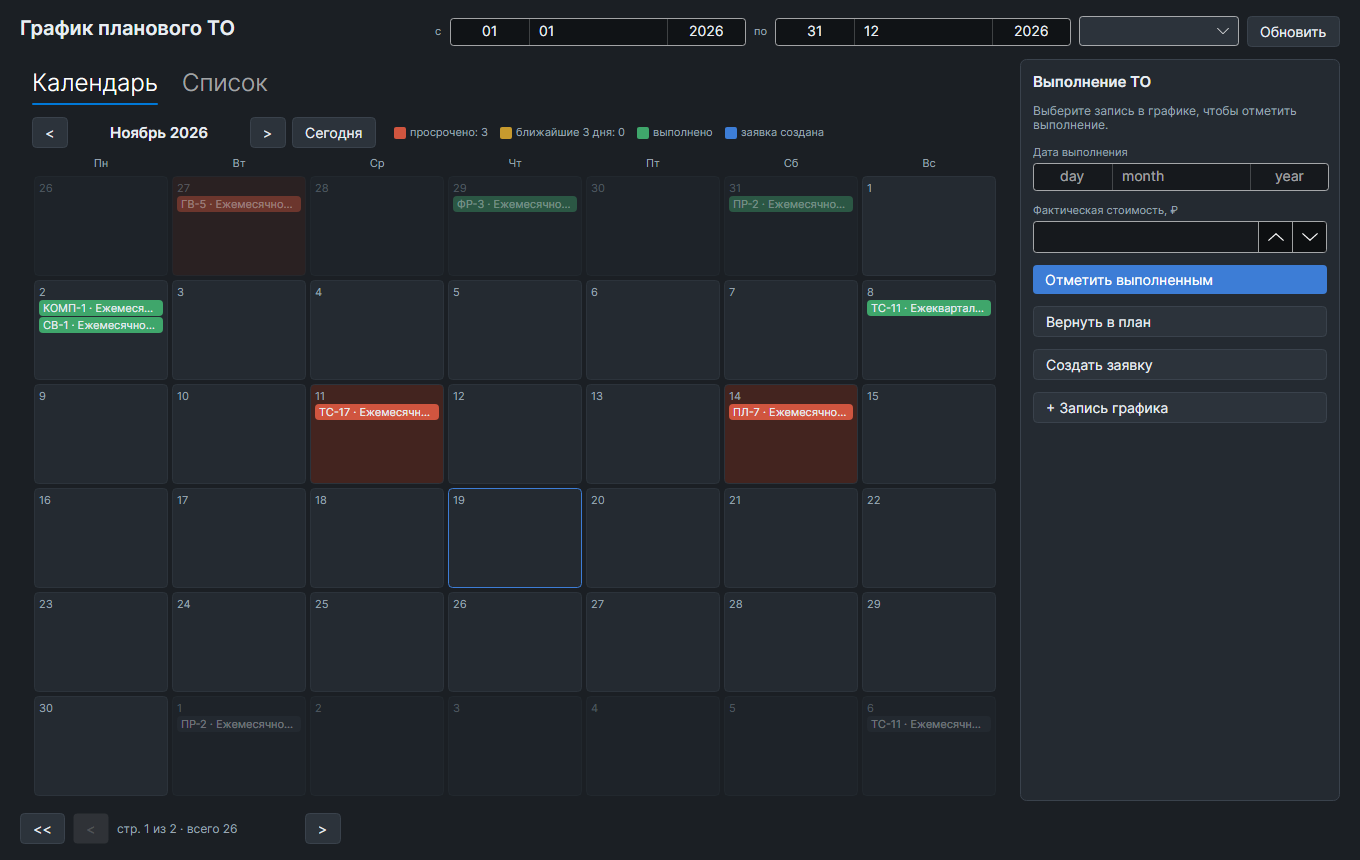 График планового ТО
с 01 01 2026 по 31 12 2026 Обновить
Календарь Список
< Ноябрь 2026 > Сегодня просрочено: 3 ближайшие 3 дня: 0 выполнено заявка создана
Пн Вт Ср Чт Пт Сб Вс
26 27 28 29 30 31 1
ГВ-5 · Ежемесячно... ФР-3 · Ежемесячно... ПР-2 · Ежемесячно...
2 3 4 5 6 7 8
КОМП-1 · Ежемеся... ТС-11 · Ежеквартал...
СВ-1 · Ежемесячно...
9 10 11 12 13 14 15
ТС-17 · Ежемесячн... ПЛ-7 · Ежемесячно...
16 17 18 19 20 21 22
23 24 25 26 27 28 29
30 1 2 3 4 5 6
ПР-2 · Ежемесячно... ТС-11 · Ежемесячн...
<< < стр. 1 из 2 · всего 26 >
Выполнение ТО
Выберите запись в графике, чтобы отметить
выполнение.
Дата выполнения
day month year
Фактическая стоимость, ₽
Отметить выполненным
Вернуть в план
Создать заявку
+ Запись графика